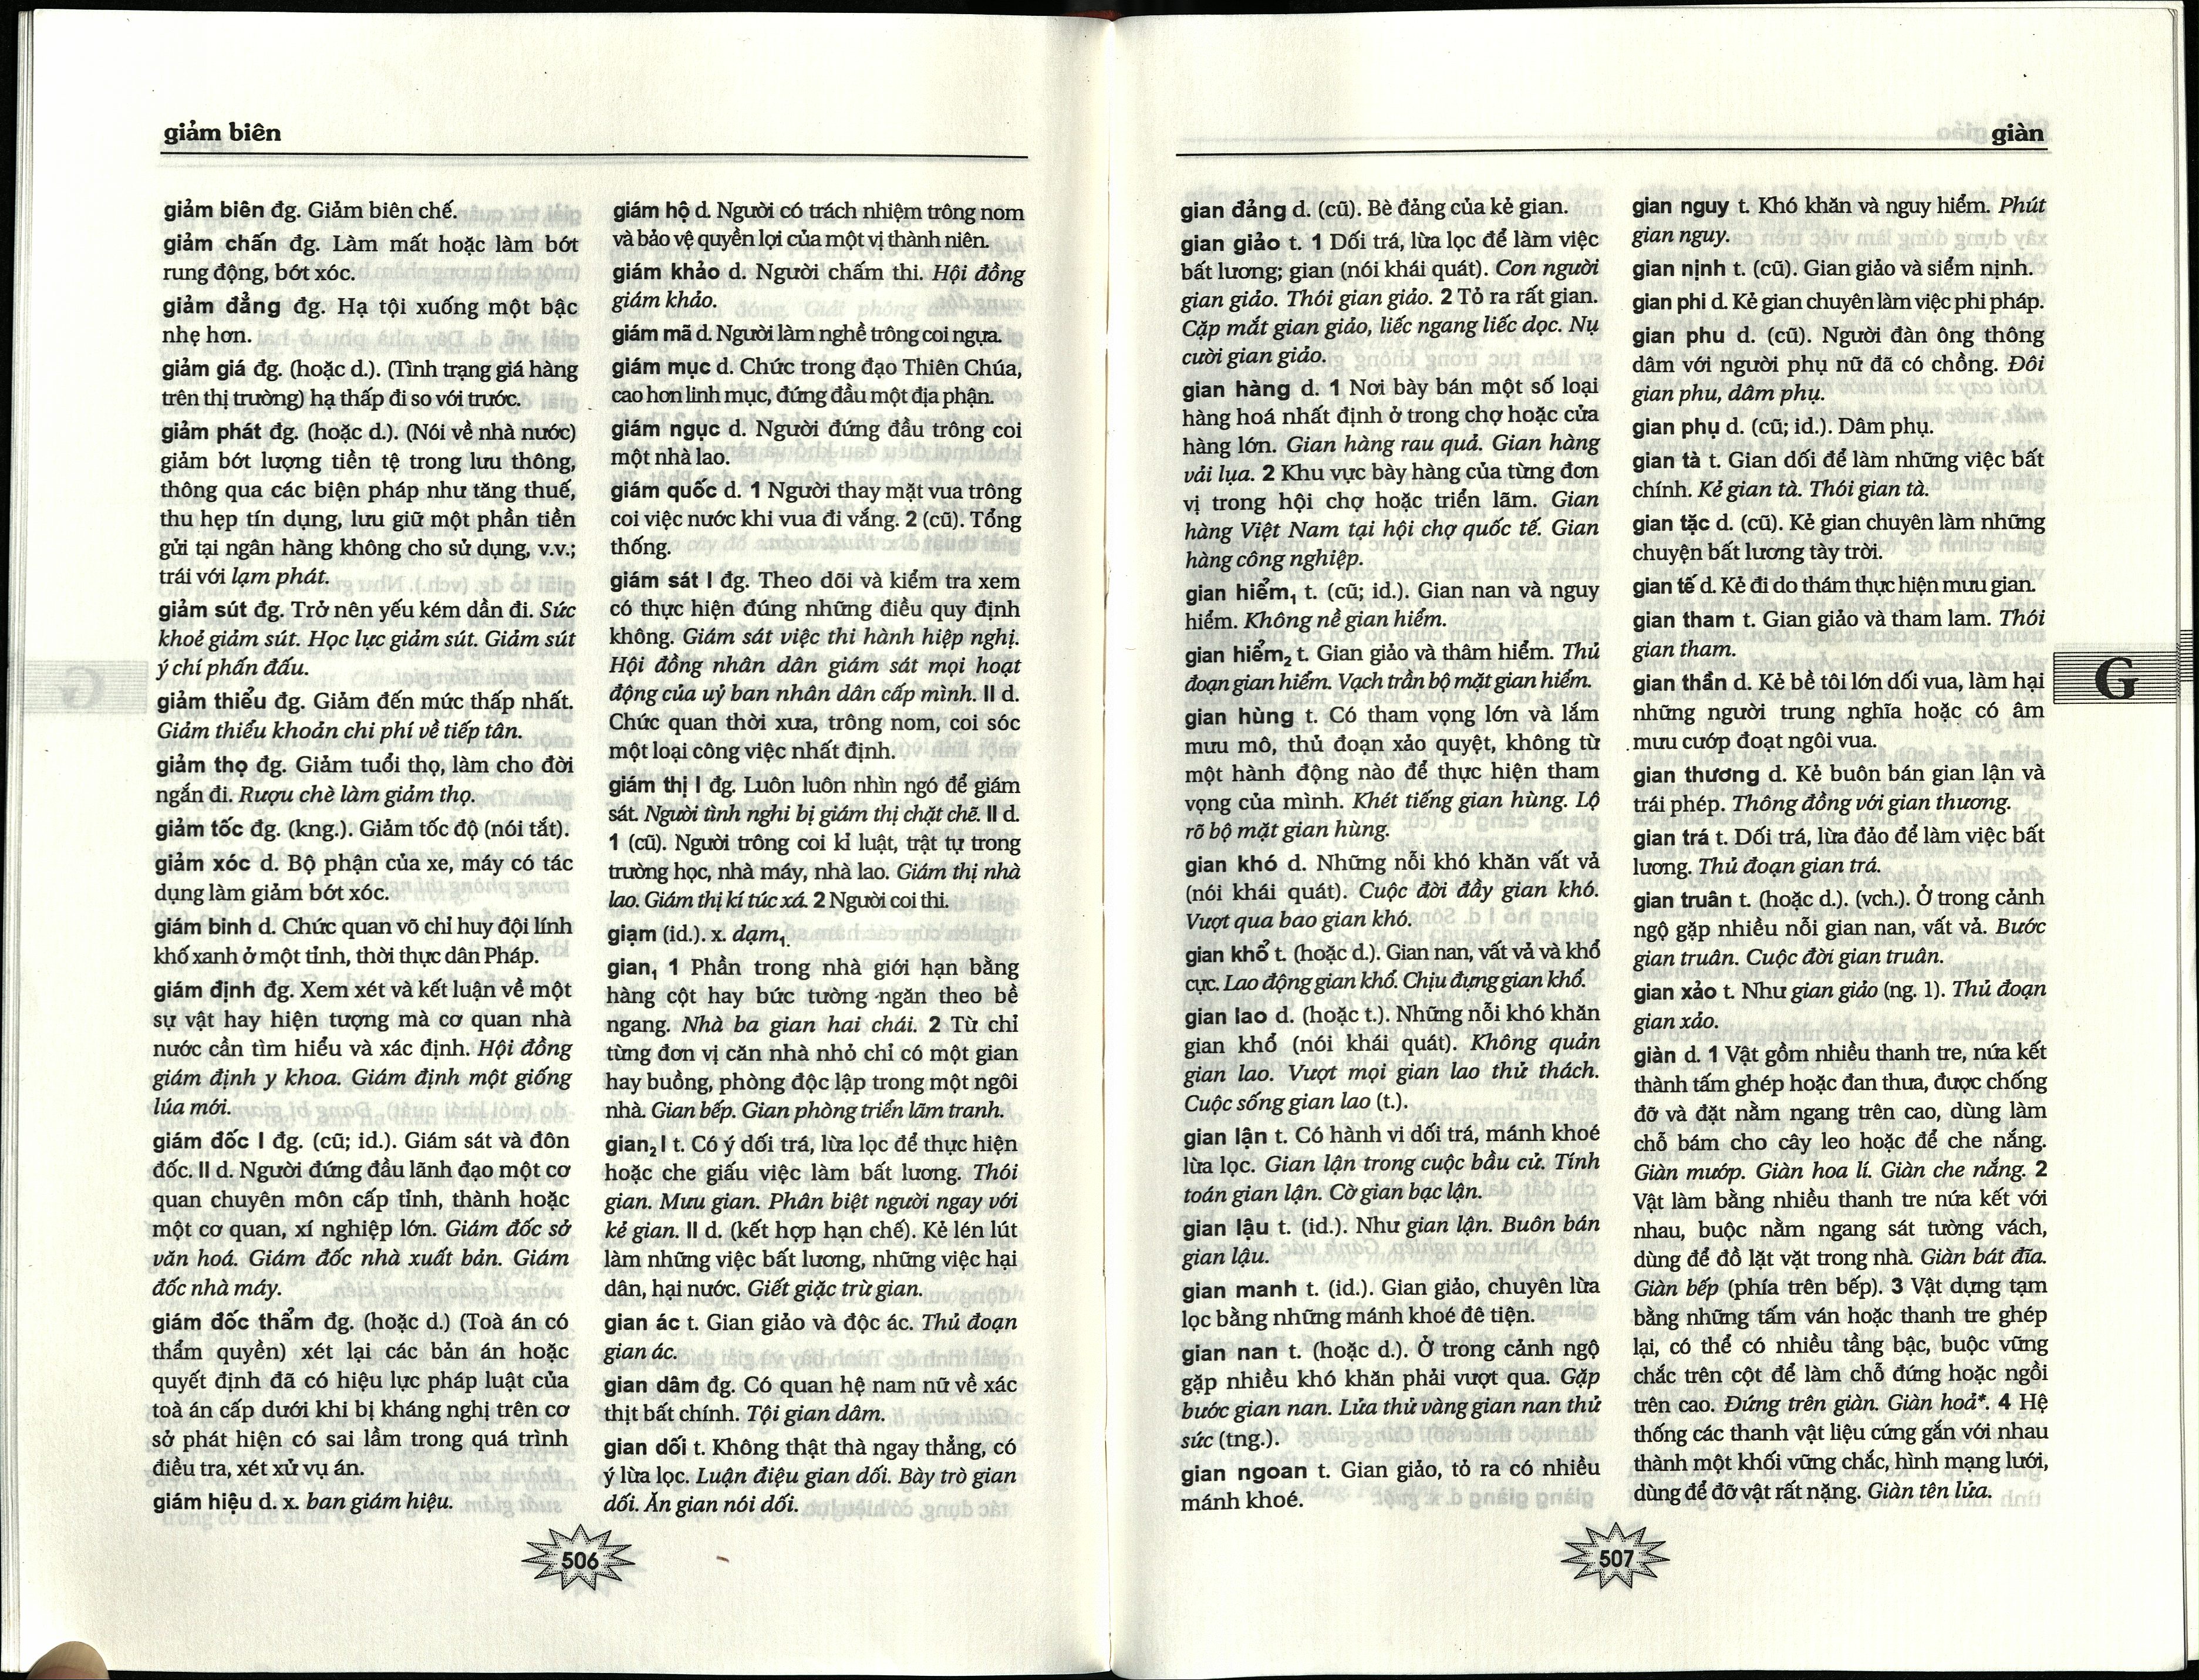 giảm biên
giảm biên đg. Giảm biên chế.
giảm chấn đg. Làm mất hoặc làm bớt
rung động, bớt xóc.
giảm đẳng đg. Hạ tội xuống một bậc
nhẹ hơn.
giảm giá đg. (hoặc d.). (Tình trạng giá hàng
trên thị trường) hạ thấp đi so với trước.
giảm phát đg. (hoặc d.). (Nói về nhà nước)
giảm bớt lượng tiền tệ trong lưu thông,
thông qua các biện pháp như tăng thuế,
thu hẹp tín dụng, lưu giữ một phần tiền
gửi tại ngân hàng không cho sử dụng, v.v.;
trái với lạm phát.
giảm sút đg. Trở nên yếu kém dần đi. Sức
khoẻ giảm sút. Học lực giảm sút. Giảm sút
ý chí phấn đấu.
giảm thiểu đg. Giảm đến mức thấp nhất.
Giảm thiểu khoản chi phí về tiếp tân.
giảm thọ đg. Giảm tuổi thọ, làm cho đời
ngắn đi. Rượu chè làm giảm thọ.
giảm tốc đg. (kng.). Giảm tốc độ (nói tắt).
giảm xóc d. Bộ phận của xe, máy có tác
dụng làm giảm bớt xóc.
giám binh d. Chức quan võ chỉ huy đội lính
khố xanh ở một tỉnh, thời thực dân Pháp.
giám định đg. Xem xét và kết luận về một
sự vật hay hiện tượng mà cơ quan nhà
nước cần tìm hiểu và xác định. Hội đồng
giám định y khoa. Giám định một giống
lúa mới.
giám đốc I đg. (cũ; id.). Giám sát và đôn
đốc. II d. Người đứng đầu lãnh đạo một cơ
quan chuyên môn cấp tỉnh, thành hoặc
một cơ quan, xí nghiệp lớn. Giám đốc sở
văn hoá. Giám đốc nhà xuất bản. Giám
đốc nhà máy.
giám đốc thẩm đg. (hoặc d.) (Toà án có
thẩm quyền) xét lại các bản án hoặc
quyết định đã có hiệu lực pháp luật của
toà án cấp dưới khi bị kháng nghị trên cơ
sở phát hiện có sai lầm trong quá trình
điều tra, xét xử vụ án.
giám hiệu d. x. ban giám hiệu.
giám hộ d. Người có trách nhiệm trông nom
và bảo vệ quyền lợi của một vị thành niên.
giám khảo d. Người chấm thi. Hội đồng
giám khảo.
giám mã d. Người làm nghề trông coi ngựa.
giám mục d. Chức trong đạo Thiên Chúa,
cao hơn linh mục, đứng đầu một địa phận.
giám ngục d. Người đứng đầu trông coi
một nhà lao.
giám quốc d. 1 Người thay mặt vua trông
coi việc nước khi vua đi vắng. 2 (cũ). Tổng
thống.
giám sát I đg. Theo dõi và kiểm tra xem
có thực hiện đúng những điều quy định
không. Giám sát việc thi hành hiệp nghị.
Hội đồng nhân dân giám sát mọi hoạt
động của uỷ ban nhân dân cấp mình. II d.
Chức quan thời xưa, trông nom, coi sóc
một loại công việc nhất định.
giám thị I đg. Luôn luôn nhìn ngó để giám
sát. Người tình nghi bị giám thị chặt chẽ. II d.
1 (cũ). Người trông coi kỉ luật, trật tự trong
trường học, nhà máy, nhà lao. Giám thị nhà
lao. Giám thị kí túc xá. 2 Người coi thi.
giạm (id.). x. dạm₁.
gian₁ 1 Phần trong nhà giới hạn bằng
hàng cột hay bức tường ngăn theo bề
ngang. Nhà ba gian hai chái. 2 Từ chỉ
từng đơn vị căn nhà nhỏ chỉ có một gian
hay buồng, phòng độc lập trong một ngôi
nhà. Gian bếp. Gian phòng triển lãm tranh.
gian₂ I t. Có ý dối trá, lừa lọc để thực hiện
hoặc che giấu việc làm bất lương. Thói
gian. Mưu gian. Phân biệt người ngay với
kẻ gian. II d. (kết hợp hạn chế). Kẻ lén lút
làm những việc bất lương, những việc hại
dân, hại nước. Giết giặc trừ gian.
gian ác t. Gian giảo và độc ác. Thủ đoạn
gian ác.
gian dâm đg. Có quan hệ nam nữ về xác
thịt bất chính. Tội gian dâm.
gian dối t. Không thật thà ngay thẳng, có
ý lừa lọc. Luận điệu gian dối. Bày trò gian
dối. Ăn gian nói dối.
506
giàn
gian đảng d. (cũ). Bè đảng của kẻ gian.
gian giảo t. 1 Dối trá, lừa lọc để làm việc
bất lương; gian (nói khái quát). Con người
gian giảo. Thói gian giảo. 2 Tỏ ra rất gian.
Cặp mắt gian giảo, liếc ngang liếc dọc. Nụ
cười gian giảo.
gian hàng d. 1 Nơi bày bán một số loại
hàng hoá nhất định ở trong chợ hoặc cửa
hàng lớn. Gian hàng rau quả. Gian hàng
vải lụa. 2 Khu vực bày hàng của từng đơn
vị trong hội chợ hoặc triển lãm. Gian
hàng Việt Nam tại hội chợ quốc tế. Gian
hàng công nghiệp.
gian hiểm₁ t. (cũ; id.). Gian nan và nguy
hiểm. Không nề gian hiểm.
gian hiểm₂ t. Gian giảo và thâm hiểm. Thủ
đoạn gian hiểm. Vạch trần bộ mặt gian hiểm.
gian hùng t. Có tham vọng lớn và lắm
mưu mô, thủ đoạn xảo quyệt, không từ
một hành động nào để thực hiện tham
vọng của mình. Khét tiếng gian hùng. Lộ
rõ bộ mặt gian hùng.
gian khó d. Những nỗi khó khăn vất vả
(nói khái quát). Cuộc đời đầy gian khó.
Vượt qua bao gian khó.
gian khổ t. (hoặc d.). Gian nan, vất vả và khổ
cực. Lao động gian khổ. Chịu đựng gian khổ.
gian lao d. (hoặc t.). Những nỗi khó khăn
gian khổ (nói khái quát). Không quản
gian lao. Vượt mọi gian lao thử thách.
Cuộc sống gian lao (t.).
gian lận t. Có hành vi dối trá, mánh khoé
lừa lọc. Gian lận trong cuộc bầu cử. Tính
toán gian lận. Cờ gian bạc lận.
gian lậu t. (id.). Như gian lận. Buôn bán
gian lậu.
gian manh t. (id.). Gian giảo, chuyên lừa
lọc bằng những mánh khoé đê tiện.
gian nan t. (hoặc d.). Ở trong cảnh ngộ
gặp nhiều khó khăn phải vượt qua. Gặp
bước gian nan. Lửa thử vàng gian nan thử
sức (tng.).
gian ngoan t. Gian giảo, tỏ ra có nhiều
mánh khoé.
gian nguy t. Khó khăn và nguy hiểm. Phút
gian nguy.
gian nịnh t. (cũ). Gian giảo và siểm nịnh.
gian phi d. Kẻ gian chuyên làm việc phi pháp.
gian phu d. (cũ). Người đàn ông thông
dâm với người phụ nữ đã có chồng. Đôi
gian phu, dâm phụ.
gian phụ d. (cũ; id.). Dâm phụ.
gian tà t. Gian dối để làm những việc bất
chính. Kẻ gian tà. Thói gian tà.
gian tặc d. (cũ). Kẻ gian chuyên làm những
chuyện bất lương tày trời.
gian tế d. Kẻ đi do thám thực hiện mưu gian.
gian tham t. Gian giảo và tham lam. Thói
gian tham.
gian thần d. Kẻ bề tôi lớn dối vua, làm hại
những người trung nghĩa hoặc có âm
mưu cướp đoạt ngôi vua.
gian thương d. Kẻ buôn bán gian lận và
trái phép. Thông đồng với gian thương.
gian trá t. Dối trá, lừa đảo để làm việc bất
lương. Thủ đoạn gian trá.
gian truân t. (hoặc d.). (vch.). Ở trong cảnh
ngộ gặp nhiều nỗi gian nan, vất vả. Bước
gian truân. Cuộc đời gian truân.
gian xảo t. Như gian giảo (ng. 1). Thủ đoạn
gian xảo.
giàn d. 1 Vật gồm nhiều thanh tre, nứa kết
thành tấm ghép hoặc đan thưa, được chống
đỡ và đặt nằm ngang trên cao, dùng làm
chỗ bám cho cây leo hoặc để che nắng.
Giàn mướp. Giàn hoa lí. Giàn che nắng. 2
Vật làm bằng nhiều thanh tre nứa kết với
nhau, buộc nằm ngang sát tường vách,
dùng để đồ lặt vặt trong nhà. Giàn bát đĩa.
Giàn bếp (phía trên bếp). 3 Vật dựng tạm
bằng những tấm ván hoặc thanh tre ghép
lại, có thể có nhiều tầng bậc, buộc vững
chắc trên cột để làm chỗ đứng hoặc ngồi
trên cao. Đứng trên giàn. Giàn hoả*. 4 Hệ
thống các thanh vật liệu cứng gắn với nhau
thành một khối vững chắc, hình mạng lưới,
dùng để đỡ vật rất nặng. Giàn tên lửa.
G
507